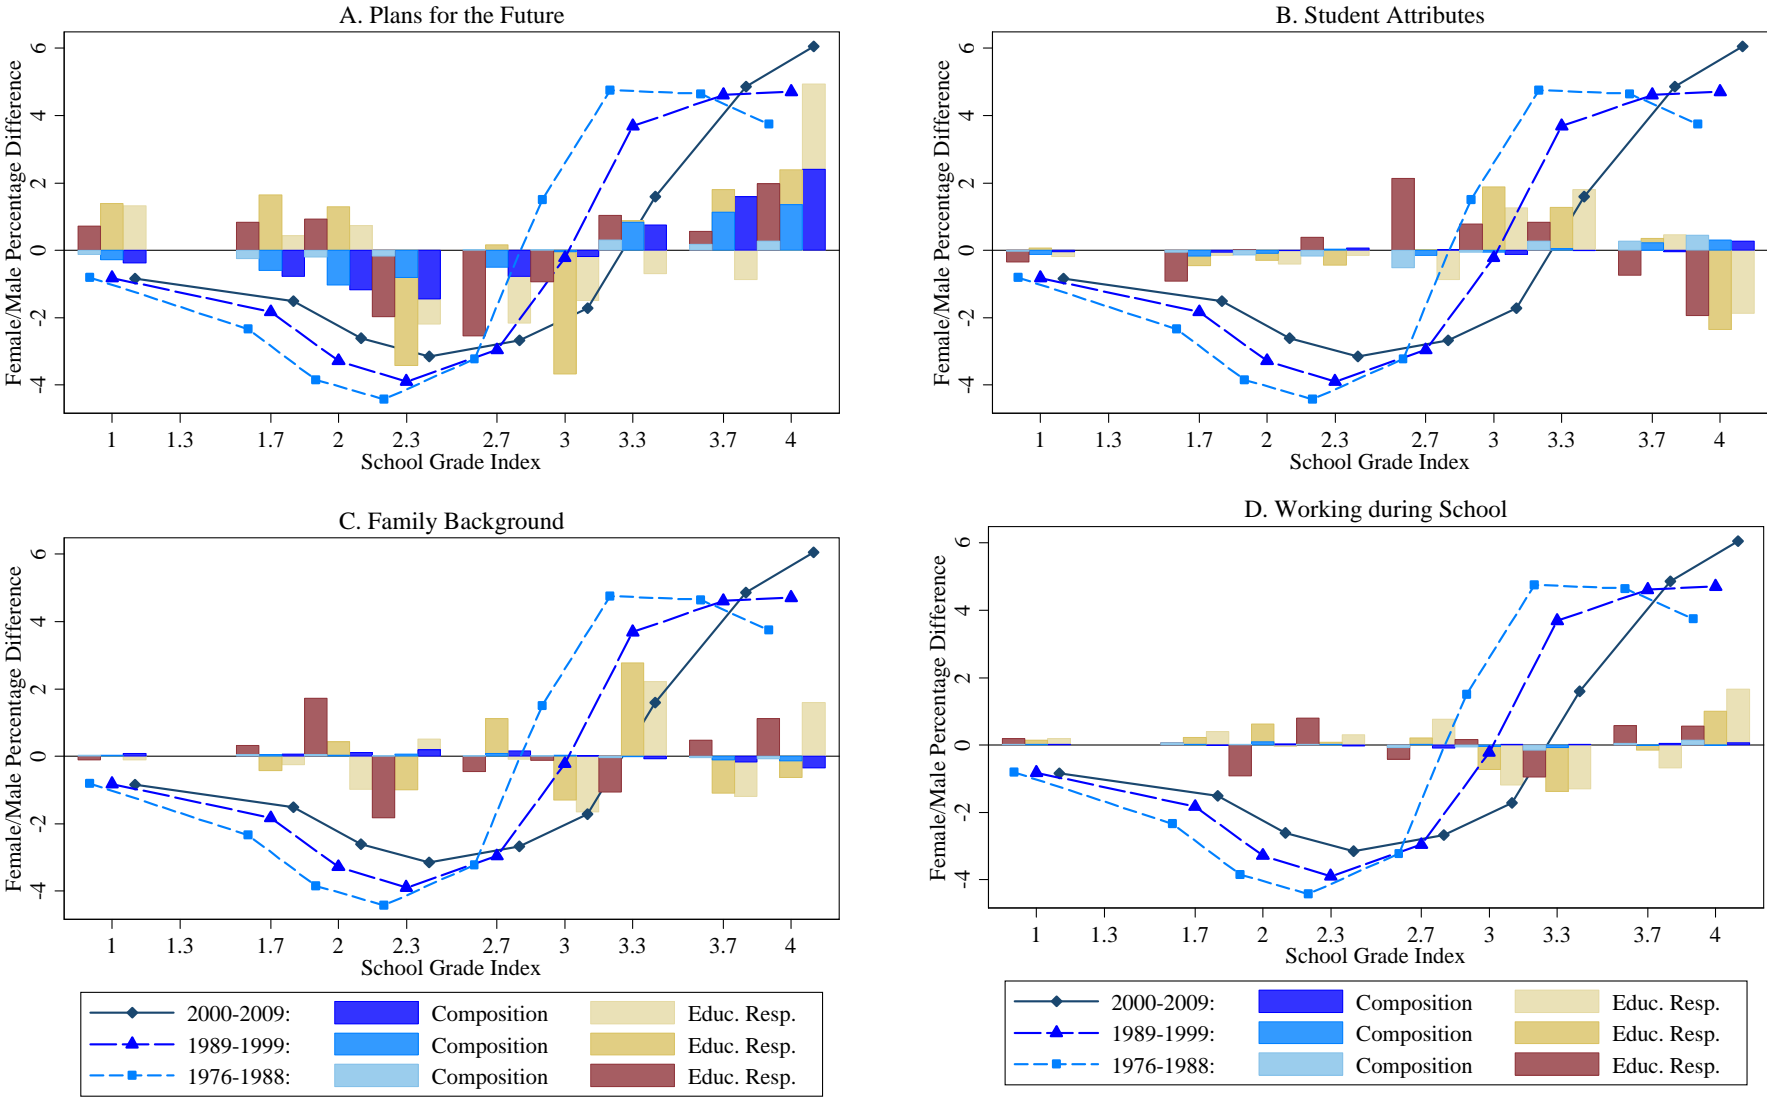 A. Plans for the Future
Female/Male Percentage Difference
6
4
2
0
-2
-4
1 1.3 1.7 2 2.3 2.7 3 3.3 3.7 4
School Grade Index
B. Student Attributes
Female/Male Percentage Difference
6
4
2
0
-2
-4
1 1.3 1.7 2 2.3 2.7 3 3.3 3.7 4
School Grade Index
C. Family Background
Female/Male Percentage Difference
6
4
2
0
-2
-4
1 1.3 1.7 2 2.3 2.7 3 3.3 3.7 4
School Grade Index
D. Working during School
Female/Male Percentage Difference
6
4
2
0
-2
-4
1 1.3 1.7 2 2.3 2.7 3 3.3 3.7 4
School Grade Index
2000-2009: Composition Educ. Resp.
1989-1999: Composition Educ. Resp.
1976-1988: Composition Educ. Resp.
2000-2009: Composition Educ. Resp.
1989-1999: Composition Educ. Resp.
1976-1988: Composition Educ. Resp.